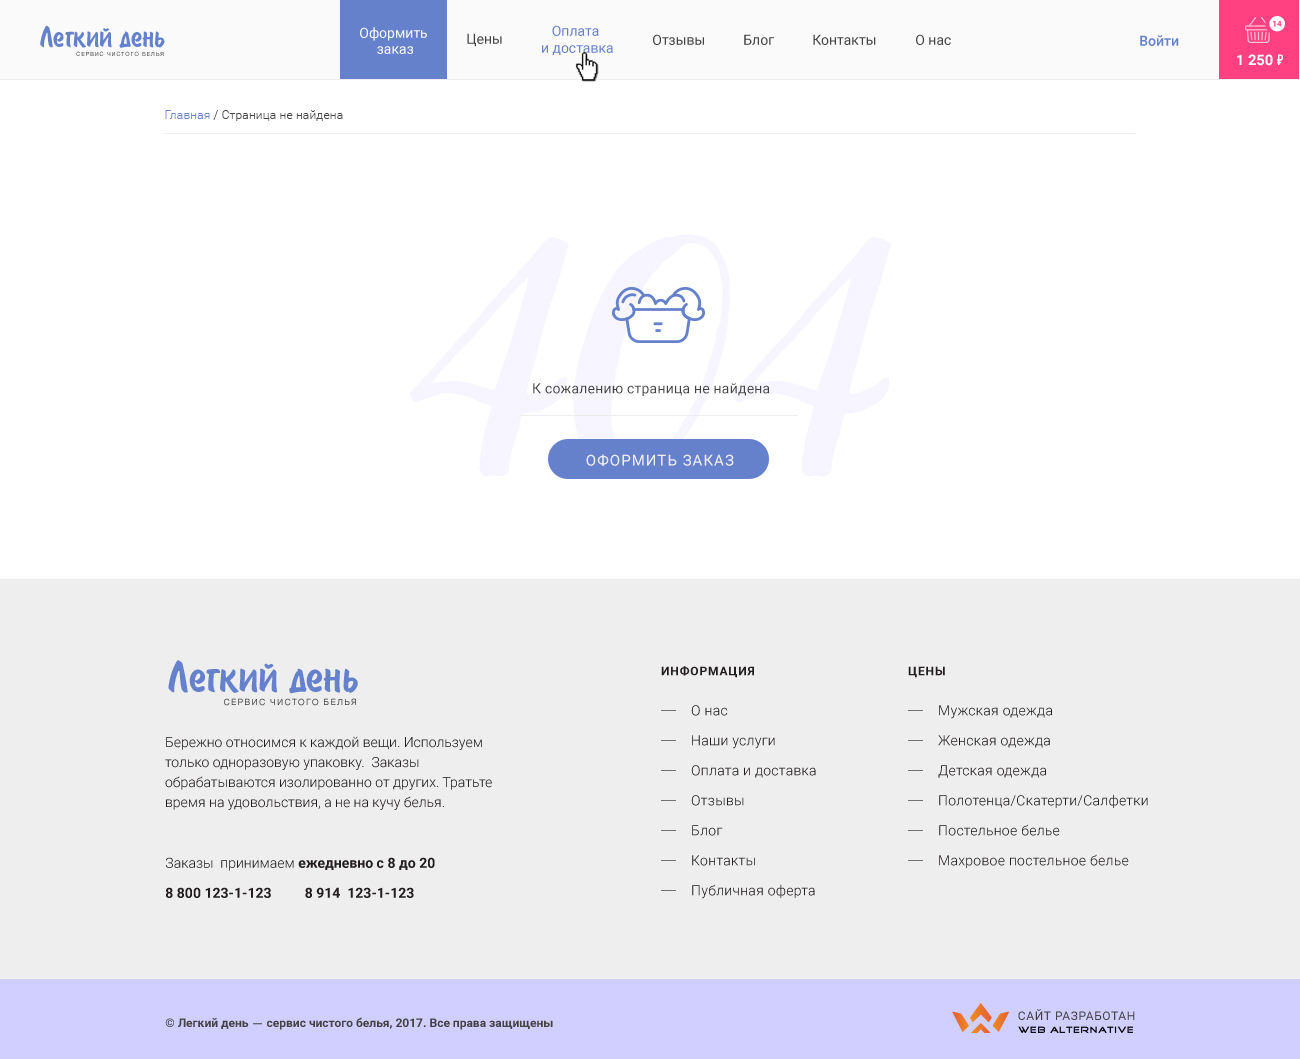 Легкий день
СЕРВИС ЧИСТОГО БЕЛЬЯ
Оформить
заказ
Цены
Оплата
и доставка
Отзывы
Блог
Контакты
О нас
Войти
14
1 250 ₽
Главная / Страница не найдена
404
К сожалению страница не найдена
ОФОРМИТЬ ЗАКАЗ
Легкий день
СЕРВИС ЧИСТОГО БЕЛЬЯ
Бережно относимся к каждой вещи. Используем
только одноразовую упаковку. Заказы
обрабатываются изолированно от других. Тратьте
время на удовольствия, а не на кучу белья.
Заказы принимаем ежедневно с 8 до 20
8 800 123-1-123 8 914 123-1-123
ИНФОРМАЦИЯ
— О нас
— Наши услуги
— Оплата и доставка
— Отзывы
— Блог
— Контакты
— Публичная оферта
ЦЕНЫ
— Мужская одежда
— Женская одежда
— Детская одежда
— Полотенца/Скатерти/Салфетки
— Постельное белье
— Махровое постельное белье
© Легкий день — сервис чистого белья, 2017. Все права защищены
САЙТ РАЗРАБОТАН
WEB ALTERNATIVE